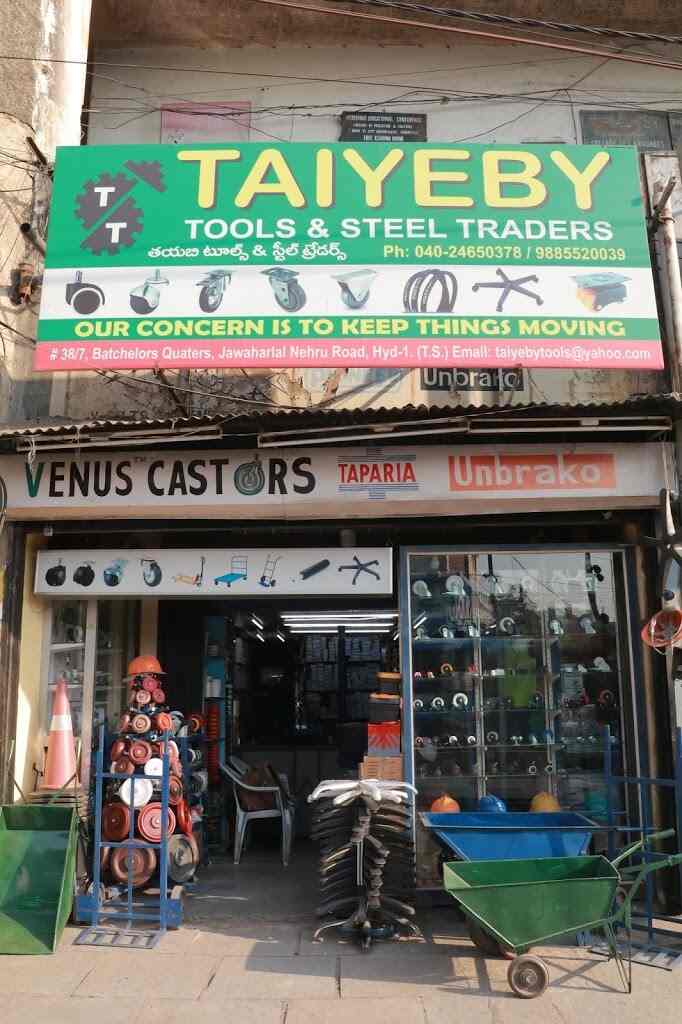 TAIYEBY
T T
TOOLS & STEEL TRADERS
తయబి టూల్స్ & స్టీల్ ట్రేడర్స్ Ph: 040-24650378 / 9885520039
OUR CONCERN IS TO KEEP THINGS MOVING
# 38/7, Batchelors Quaters, Jawaharlal Nehru Road, Hyd-1. (T.S.) Email: taiyebytools@yahoo.com
Unbrako
VENUS™ CASTORS TAPARIA Unbrako